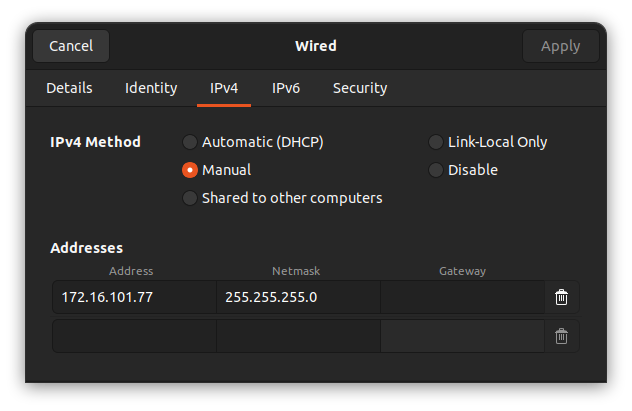 Cancel Wired Apply
Details Identity IPv4 IPv6 Security
IPv4 Method Automatic (DHCP) Link-Local Only
Manual Disable
Shared to other computers
Addresses
Address Netmask Gateway
172.16.101.77 255.255.255.0